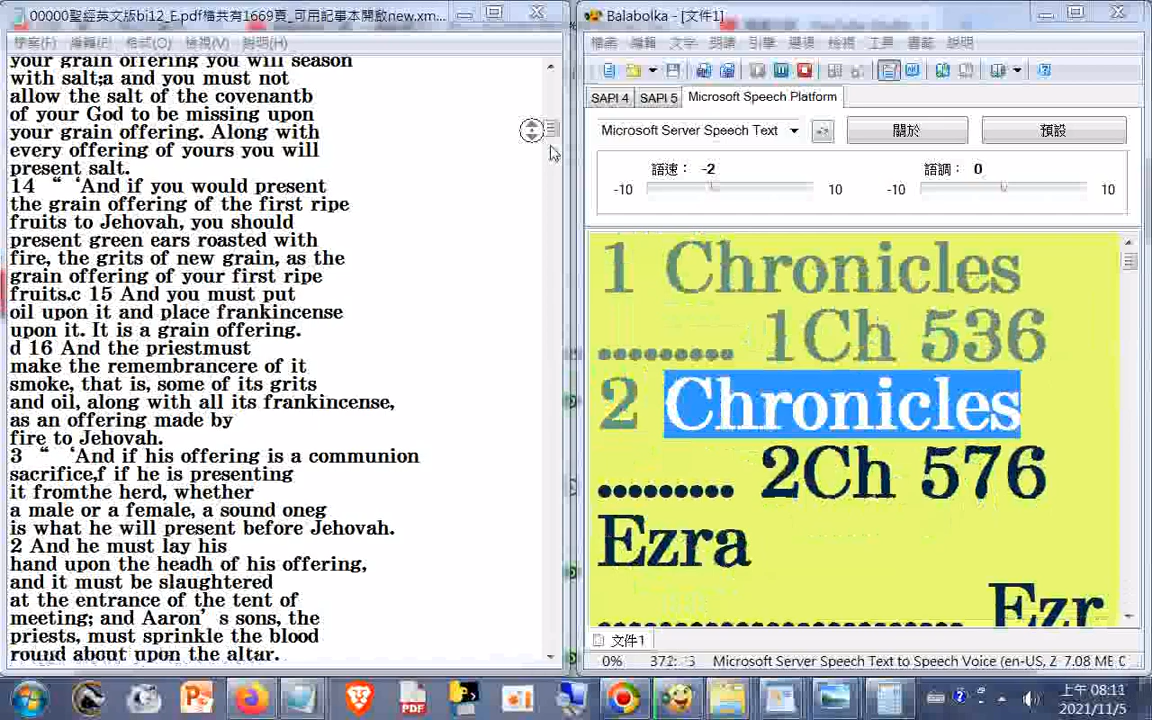 00000聖經英文版bi12_E.pdf檔共有1669頁_可用記事本開啟new.xm...
檔案(F) 編輯(E) 格式(O) 檢視(V) 說明(H)
your grain offering you will season
with salt;a and you must not
allow the salt of the covenantb
of your God to be missing upon
your grain offering. Along with
every offering of yours you will
present salt.
14 “ ‘And if you would present
the grain offering of the first ripe
fruits to Jehovah, you should
present green ears roasted with
fire, the grits of new grain, as the
grain offering of your first ripe
fruits.c 15 And you must put
oil upon it and place frankincense
upon it. It is a grain offering.
d 16 And the priestmust
make the remembrancere of it
smoke, that is, some of its grits
and oil, along with all its frankincense,
as an offering made by
fire to Jehovah.
3 “ ‘And if his offering is a communion
sacrifice,f if he is presenting
it fromthe herd, whether
a male or a female, a sound oneg
is what he will present before Jehovah.
2 And he must lay his
hand upon the headh of his offering,
and it must be slaughtered
at the entrance of the tent of
meeting; and Aaron’s sons, the
priests, must sprinkle the blood
round about upon the altar.
Balabolka - [文件1]
檔案 編輯 文字 朗讀 引擎 選項 檢視 工具 書籤 說明
SAPI 4 SAPI 5 Microsoft Speech Platform
Microsoft Server Speech Text 關於 預設
語速： -2 語調： 0
-10 10 -10 10
1 Chronicles
......... 1Ch 536
2 Chronicles
......... 2Ch 576
Ezra
......................... Ezr
文件1
0% Microsoft Server Speech Text to Speech Voice (en-US, Z 7.08 ME C
上午 08:11
2021/11/5